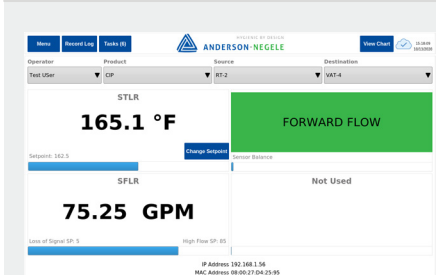 Menu
Record Log
Tasks (6)
HYGIENIC BY DESIGN
ANDERSON-NEGELE
View Chart
Operator
Product
Source
Destination
Test USer
CIP
RT-2
VAT-4
STLR
165.1 °F
Setpoint: 162.5
Change Setpoint
FORWARD FLOW
Sensor Balance
SFLR
75.25 GPM
Loss of Signal SP: 5
High Flow SP: 85
Not Used
IP Address 192.168.1.56
MAC Address 08:00:27:D4:25:95